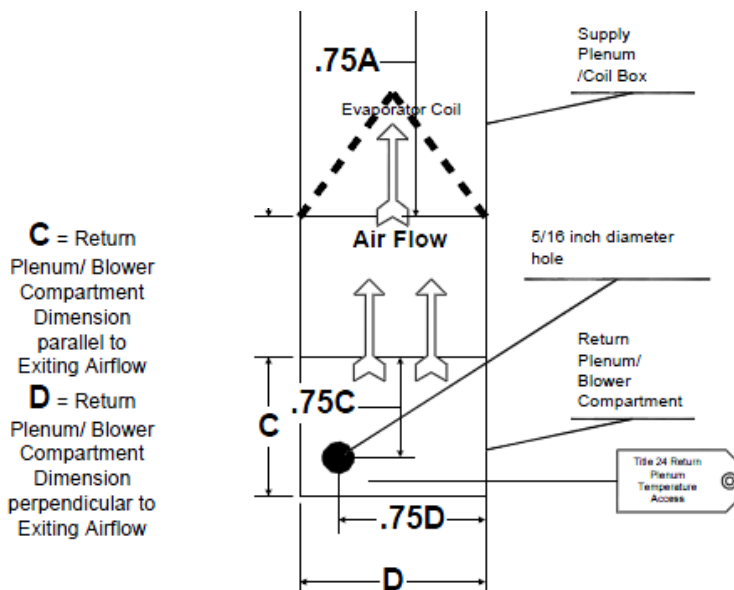 .75A
Supply
Plenum
/Coil Box
Evaporator Coil
Air Flow
5/16 inch diameter
hole
C = Return
Plenum/ Blower
Compartment
Dimension
parallel to
Exiting Airflow
D = Return
Plenum/ Blower
Compartment
Dimension
perpendicular to
Exiting Airflow
C
.75C
Return
Plenum/
Blower
Compartment
Title 24 Return
Plenum
Temperature
Access
.75D
D